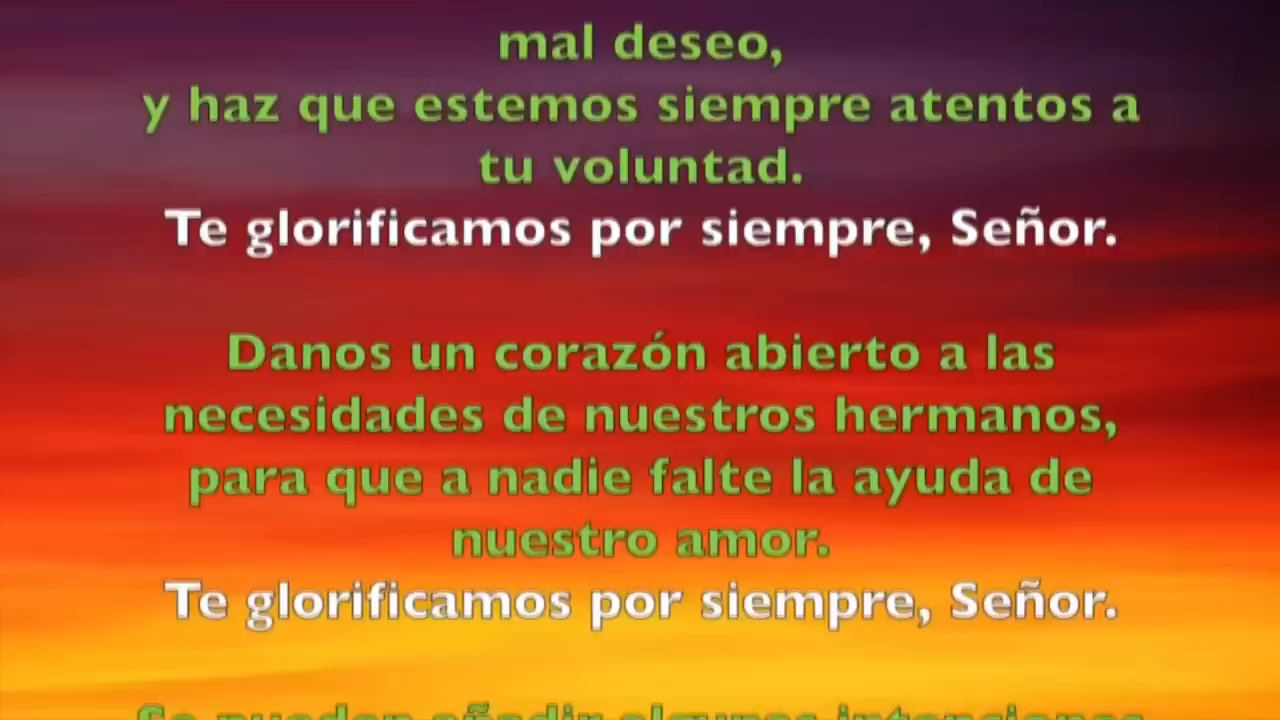 mal deseo,
y haz que estemos siempre atentos a
tu voluntad.
Te glorificamos por siempre, Señor.
Danos un corazón abierto a las
necesidades de nuestros hermanos,
para que a nadie falte la ayuda de
nuestro amor.
Te glorificamos por siempre, Señor.
Se pueden añadir algunas intenciones